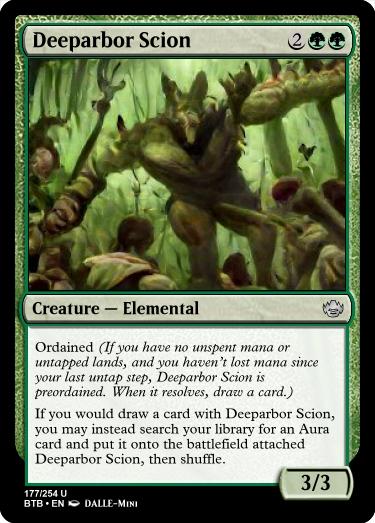 Deeparbor Scion 2
Creature — Elemental
Ordained (If you have no unspent mana or
untapped lands, and you haven't lost mana since
your last untap step, Deeparbor Scion is
preordained. When it resolves, draw a card.)
If you would draw a card with Deeparbor Scion,
you may instead search your library for an Aura
card and put it onto the battlefield attached
Deeparbor Scion, then shuffle.
3/3
177/254 U
BTB • EN DALLE-Mini